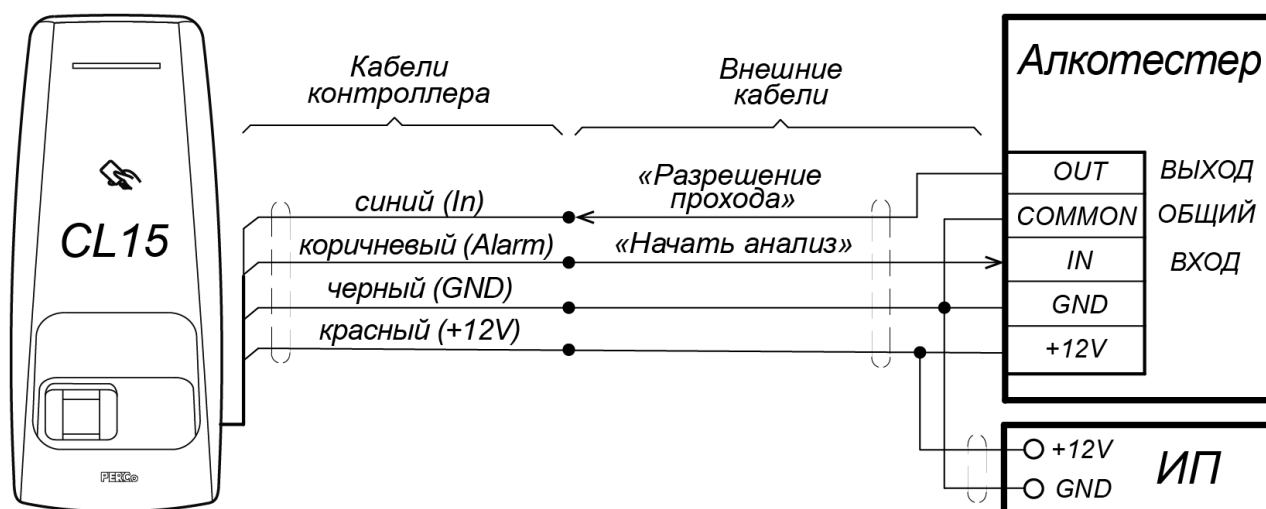 Кабели
контроллера
Внешние
кабели
Алкотестер
CL15
PERCo
синий (In)
коричневый (Alarm)
черный (GND)
красный (+12V)
«Разрешение
прохода»
«Начать анализ»
OUT ВЫХОД
COMMON ОБЩИЙ
IN ВХОД
GND
+12V
+12V
GND
ИП